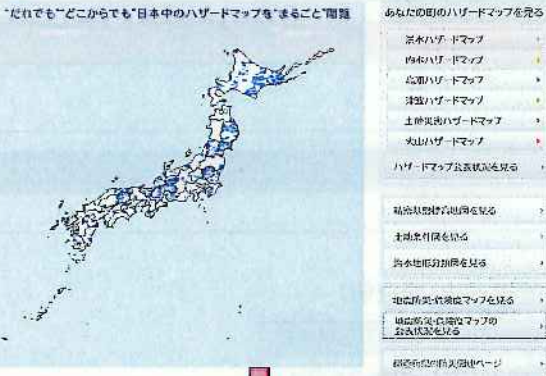 "だれでも""どこからでも"日本中のハザードマップを"まるごと"閲覧
あなたの町のハザードマップを見る
洪水ハザードマップ
内水ハザードマップ
高潮ハザードマップ
津波ハザードマップ
土砂災害ハザードマップ
火山ハザードマップ
ハザードマップ公表状況を見る
土地条件図を見る
治水地形分類図を見る
地震防災・危険度マップを見る
地震防災・危険度マップの
公表状況を見る